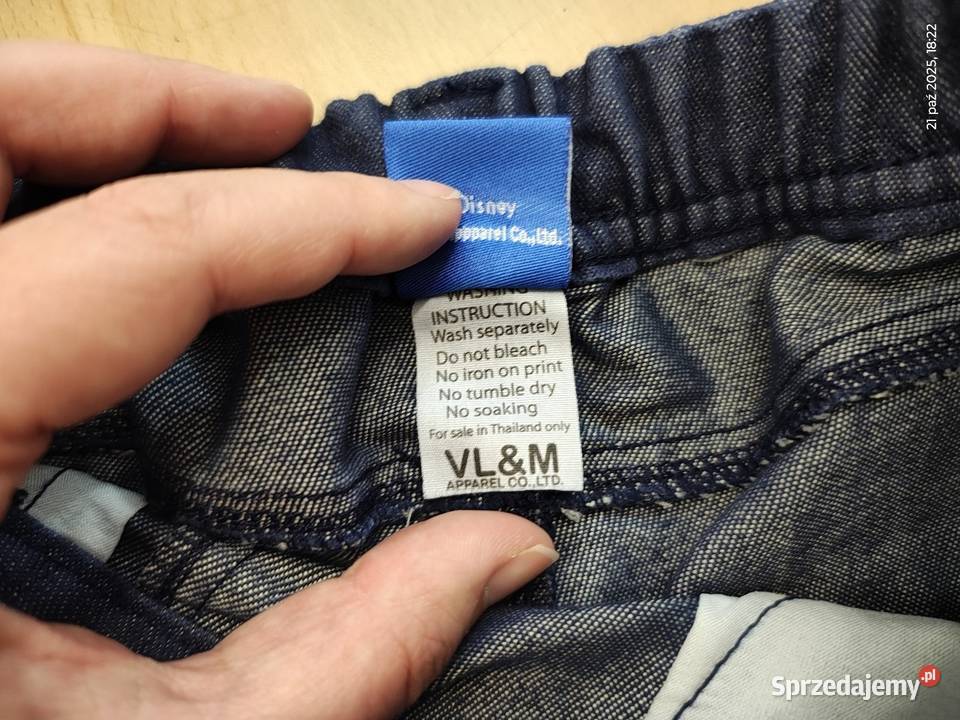 21 paź 2025, 18:22
Disney
apparel Co.,Ltd.
WASHING
INSTRUCTION
Wash separately
Do not bleach
No iron on print
No tumble dry
No soaking
For sale in Thailand only
VL&M
APPAREL CO.,LTD.
Sprzedajemy.pl